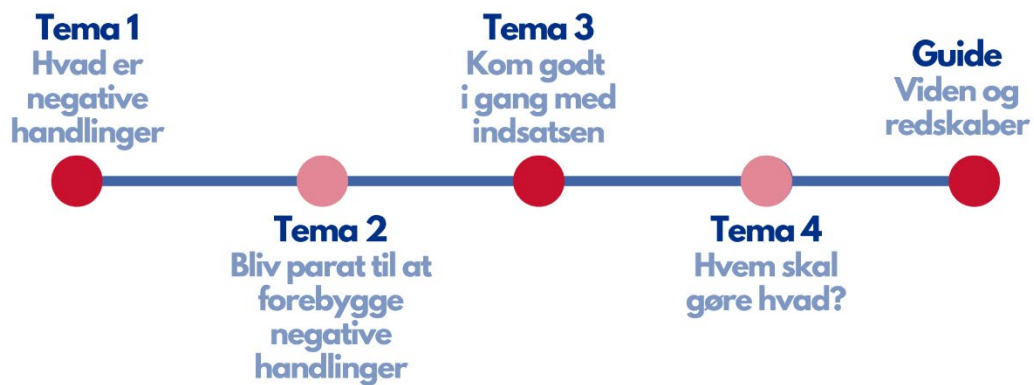 Tema 1
Hvad er
negative
handlinger
Tema 2
Bliv parat til at
forebygge
negative
handlinger
Tema 3
Kom godt
i gang med
indsatsen
Tema 4
Hvem skal
gøre hvad?
Guide
Viden og
redskaber